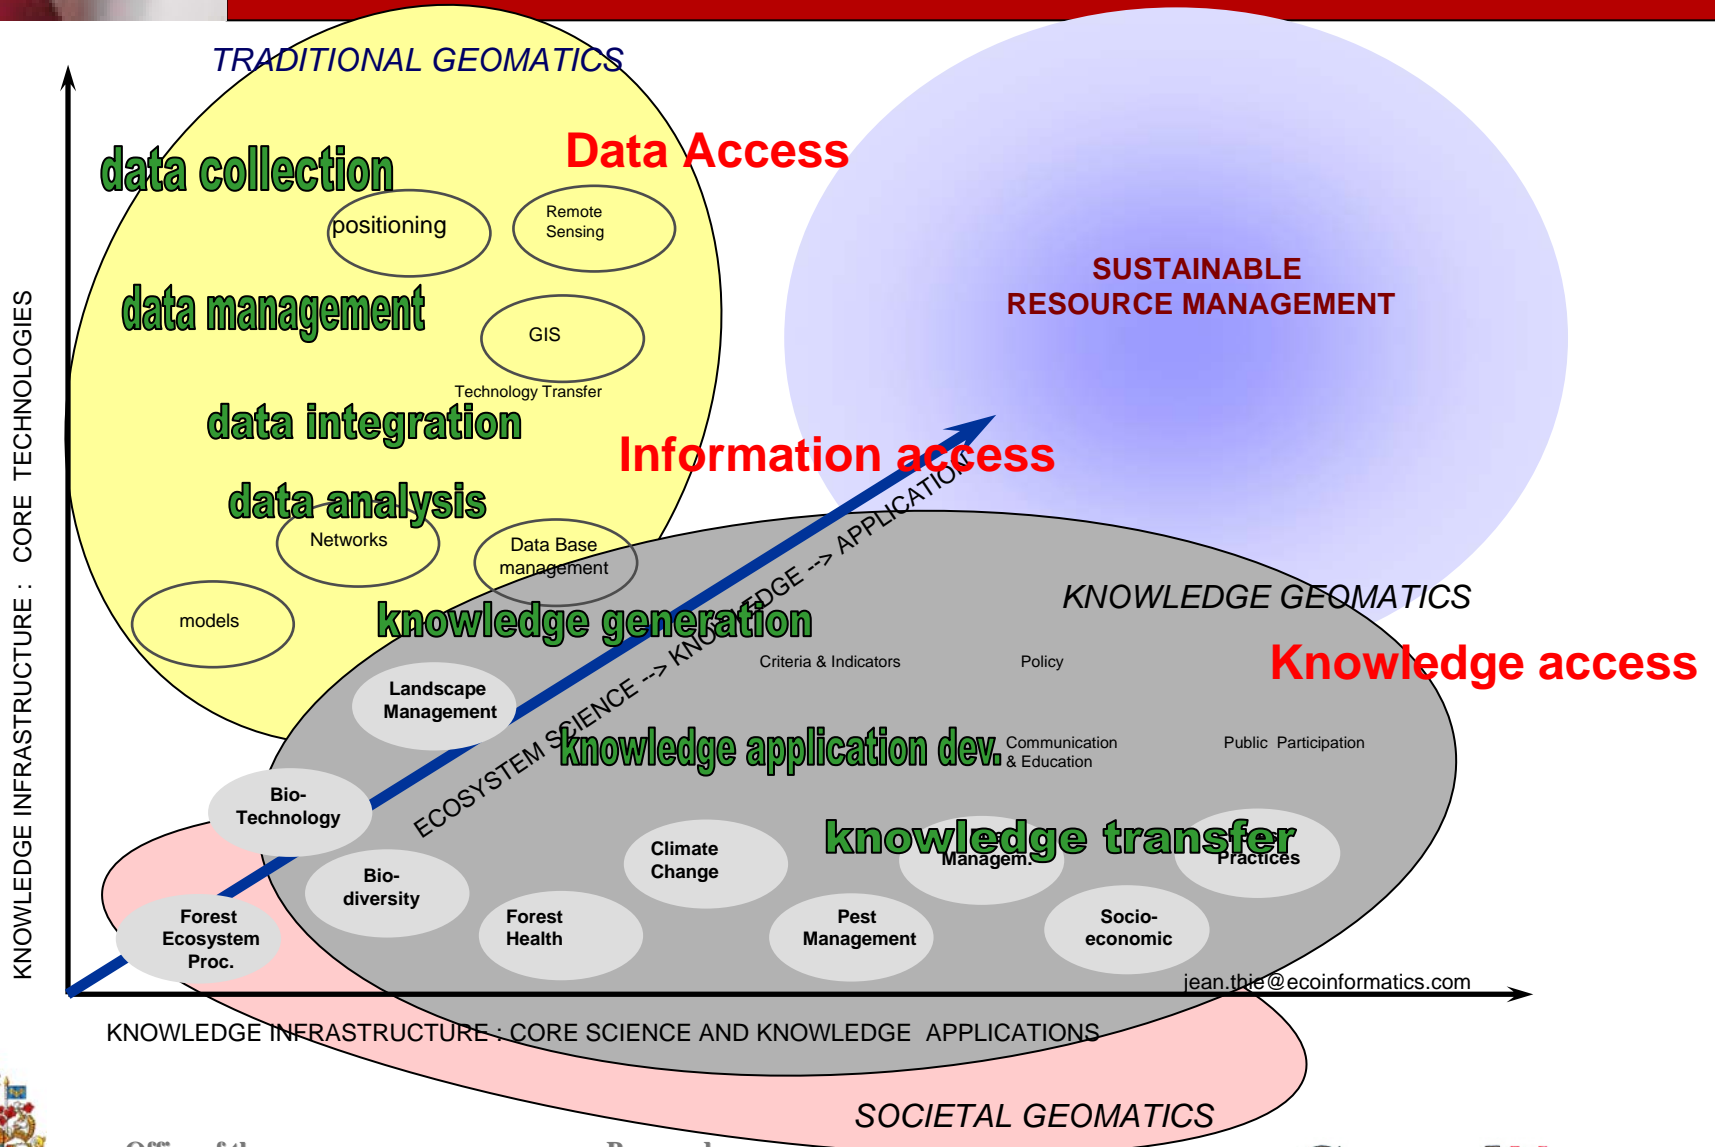 TRADITIONAL GEOMATICS
data collection
Data Access
positioning
Remote
Sensing
data management
GIS
Technology Transfer
data integration
data analysis
Networks
Data Base
management
models
SUSTAINABLE
RESOURCE MANAGEMENT
Information access
KNOWLEDGE INFRASTRUCTURE : CORE TECHNOLOGIES
ECOSYSTEM SCIENCE --> KNOWLEDGE --> APPLICATION
KNOWLEDGE GEOMATICS
knowledge generation
Criteria & Indicators
Policy
Knowledge access
Landscape
Management
knowledge application dev.
Communication
& Education
Public Participation
Bio-
Technology
knowledge transfer
Climate
Change
Managem.
Practices
Bio-
diversity
Forest
Ecosystem
Proc.
Forest
Health
Pest
Management
Socio-
economic
jean.thie@ecoinformatics.com
KNOWLEDGE INFRASTRUCTURE : CORE SCIENCE AND KNOWLEDGE APPLICATIONS
SOCIETAL GEOMATICS
Office of the